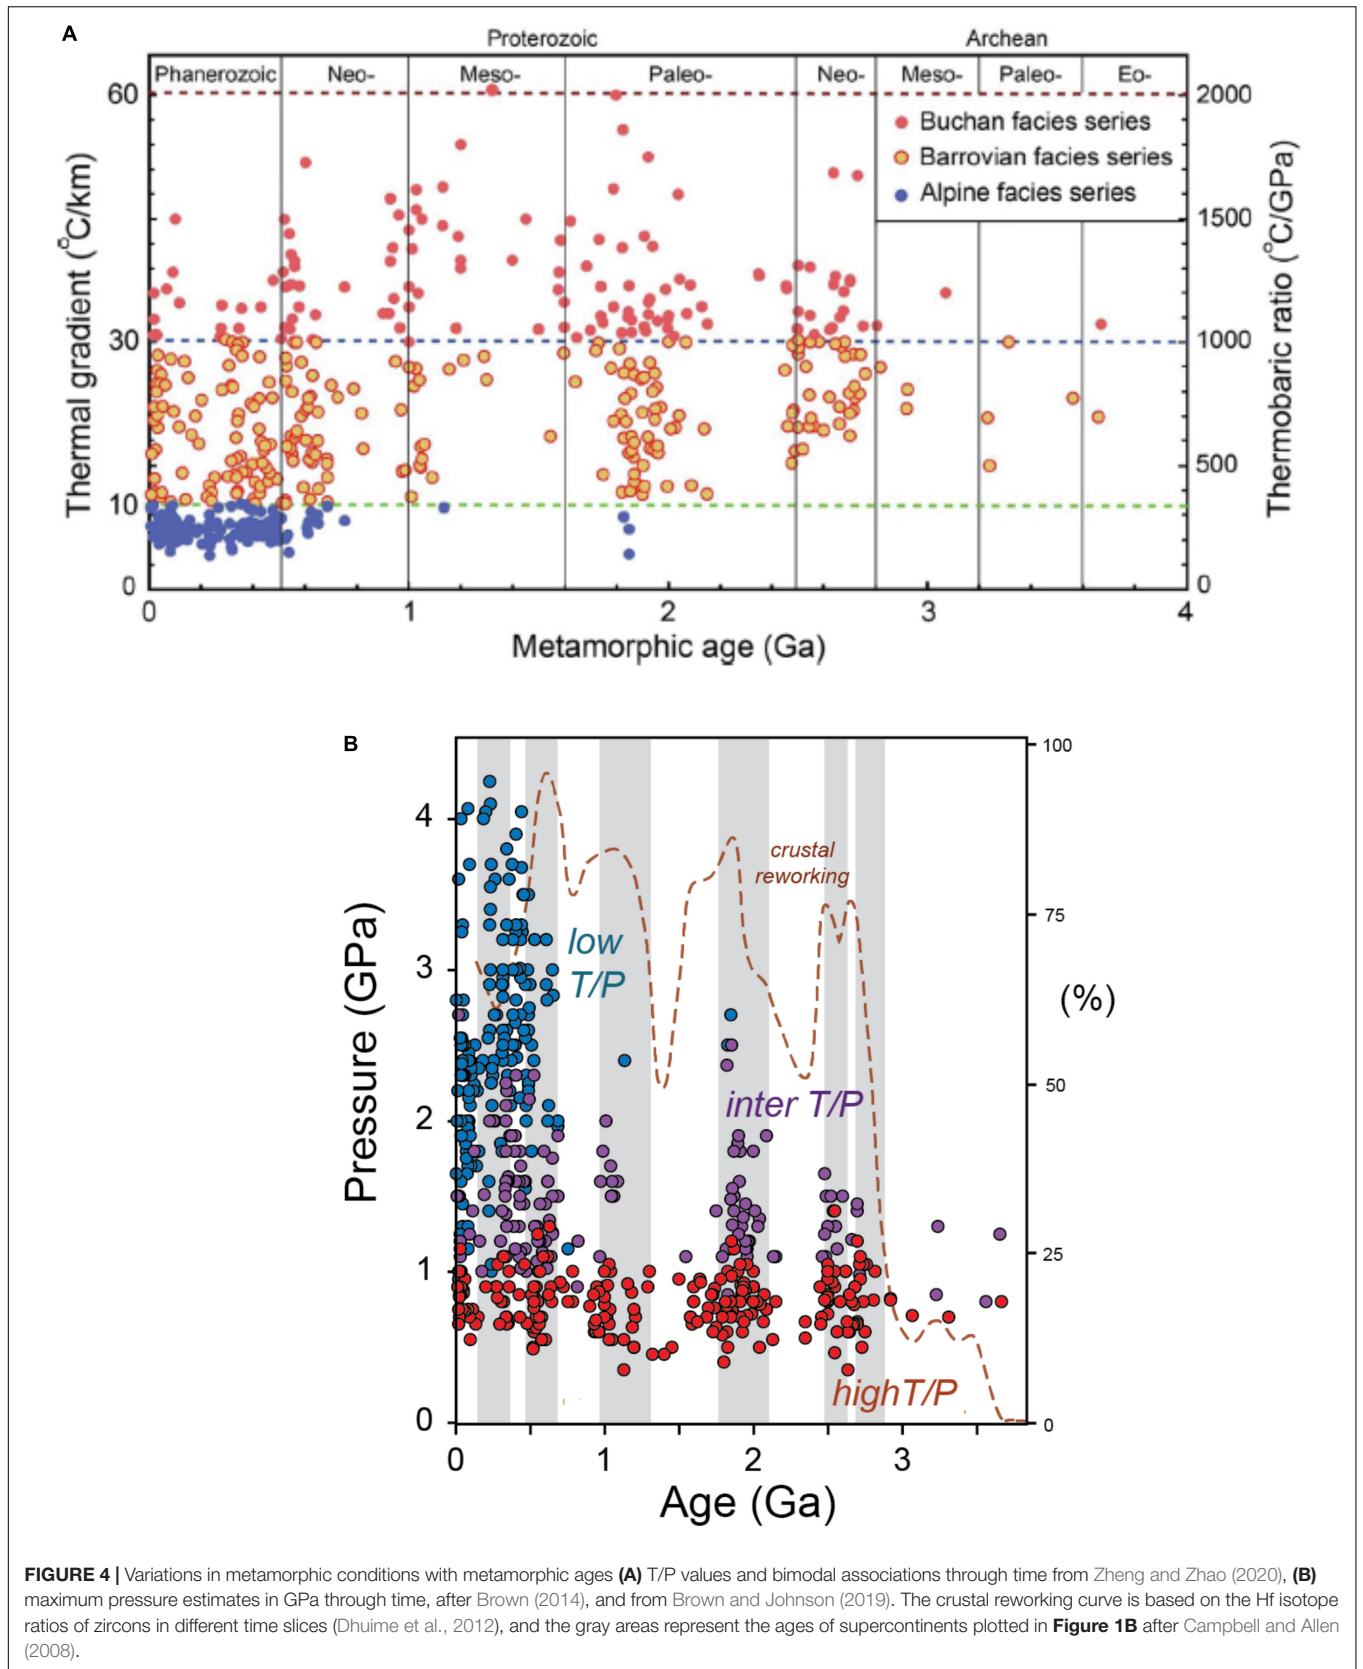 A
Proterozoic Archean
Phanerozoic Neo- Meso- Paleo- Neo- Meso- Paleo- Eo-
60 2000
Buchan facies series
Barrovian facies series
Alpine facies series
1500
30 1000
500
10
0 0
Thermal gradient (°C/km)
Thermobaric ratio (°C/GPa)
0 1 2 3 4
Metamorphic age (Ga)
B
100
4
crustal
reworking
75
low
T/P
3
(%)
50
inter T/P
2
25
1
highT/P
0 0
Pressure (GPa)
0 1 2 3
Age (Ga)
FIGURE 4 | Variations in metamorphic conditions with metamorphic ages (A) T/P values and bimodal associations through time from Zheng and Zhao (2020), (B)
maximum pressure estimates in GPa through time, after Brown (2014), and from Brown and Johnson (2019). The crustal reworking curve is based on the Hf isotope
ratios of zircons in different time slices (Dhuime et al., 2012), and the gray areas represent the ages of supercontinents plotted in Figure 1B after Campbell and Allen
(2008).